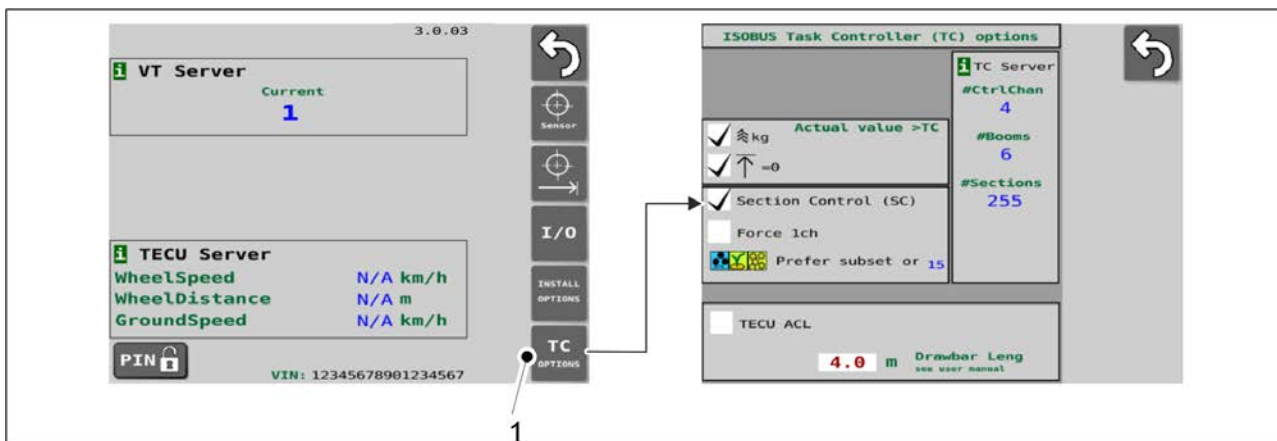 3.0.03
i VT Server
Current
1
Sensor
I/O
i TECU Server
WheelSpeed N/A km/h
WheelDistance N/A m
GroundSpeed N/A km/h
INSTALL
OPTIONS
PIN
TC
OPTIONS
VIN: 12345678901234567
1
ISOBUS Task Controller (TC) options
i TC Server
#CtrlChan
4
#Booms
6
#Sections
255
Actual value >TC
kg
=0
Section Control (SC)
Force 1ch
Prefer subset or 15
TECU ACL
4.0 m Drawbar Leng
see user manual